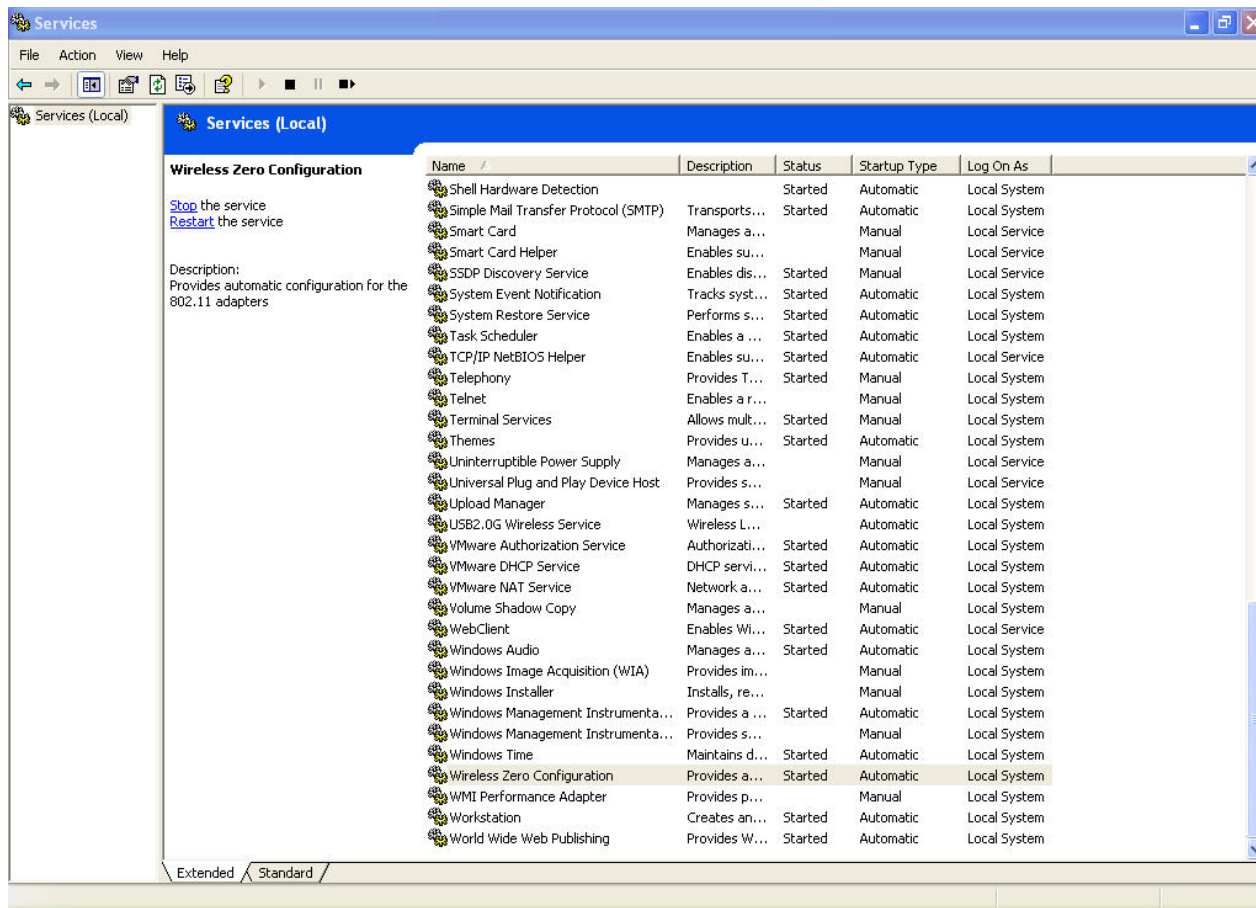 Services
File Action View Help
Services (Local)
Services (Local)
Wireless Zero Configuration
Stop the service
Restart the service
Description:
Provides automatic configuration for the
802.11 adapters
Name Description Status Startup Type Log On As
Shell Hardware Detection Started Automatic Local System
Simple Mail Transfer Protocol (SMTP) Transports... Started Automatic Local System
Smart Card Manages a... Manual Local Service
Smart Card Helper Enables su... Manual Local Service
SSDP Discovery Service Enables dis... Started Manual Local Service
System Event Notification Tracks syst... Started Automatic Local System
System Restore Service Performs s... Started Automatic Local System
Task Scheduler Enables a ... Started Automatic Local System
TCP/IP NetBIOS Helper Enables su... Started Automatic Local Service
Telephony Provides T... Started Manual Local System
Telnet Enables a r... Manual Local System
Terminal Services Allows mult... Started Manual Local System
Themes Provides u... Started Automatic Local System
Uninterruptible Power Supply Manages a... Manual Local Service
Universal Plug and Play Device Host Provides s... Manual Local Service
Upload Manager Manages s... Started Automatic Local System
USB2.0G Wireless Service Wireless L... Automatic Local System
VMware Authorization Service Authorizati... Started Automatic Local System
VMware DHCP Service DHCP servi... Started Automatic Local System
VMware NAT Service Network a... Started Automatic Local System
Volume Shadow Copy Manages a... Manual Local System
WebClient Enables Wi... Started Automatic Local Service
Windows Audio Manages a... Started Automatic Local System
Windows Image Acquisition (WIA) Provides im... Manual Local System
Windows Installer Installs, re... Manual Local System
Windows Management Instrumenta... Provides a ... Started Automatic Local System
Windows Management Instrumenta... Provides s... Manual Local System
Windows Time Maintains d... Started Automatic Local System
Wireless Zero Configuration Provides a... Started Automatic Local System
WMI Performance Adapter Provides p... Manual Local System
Workstation Creates an... Started Automatic Local System
World Wide Web Publishing Provides W... Started Automatic Local System
Extended Standard